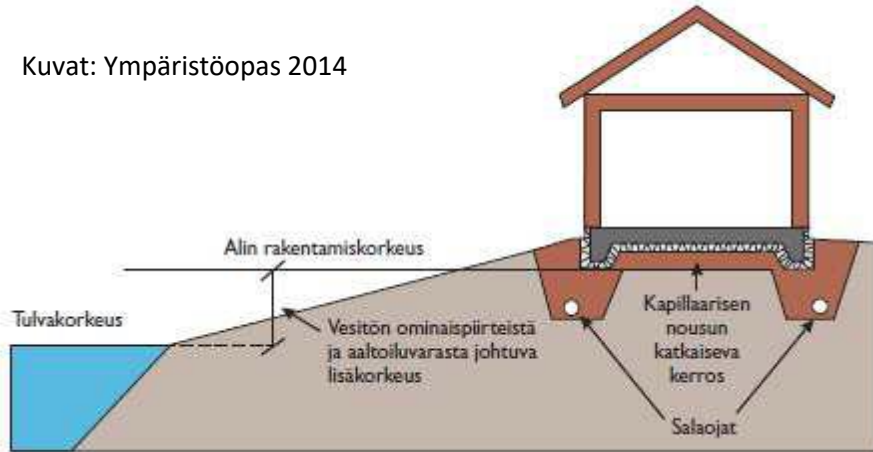 Kuvat: Ympäristöopas 2014
Alin rakentamiskorkeus
Tulvakorkeus
Vesitön ominaispiirteistä
ja aaltoiluvarasta johtuva
lisäkorkeus
Kapillaarisen
nousun
katkaiseva
kerros
Salaojat